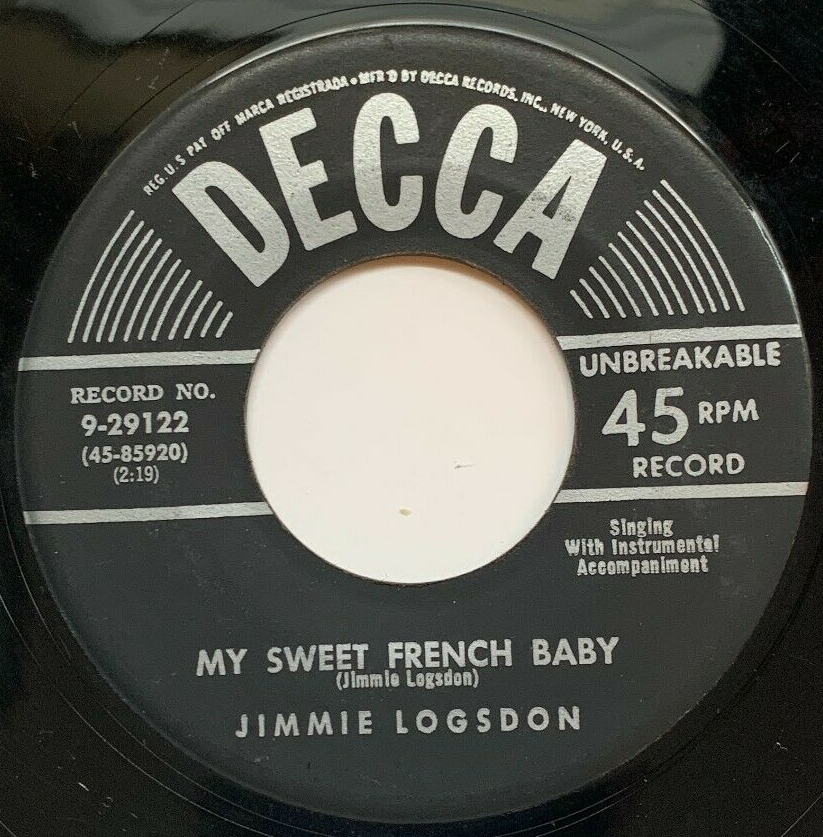 REG. U.S PAT OFF MARCA REGISTRADA • MFR'D BY DECCA RECORDS, INC., NEW YORK, U.S.A.
DECCA
RECORD NO.
9-29122
(45-85920)
(2:19)
UNBREAKABLE
45 RPM
RECORD
Singing
With Instrumental
Accompaniment
MY SWEET FRENCH BABY
(Jimmie Logsdon)
JIMMIE LOGSDON